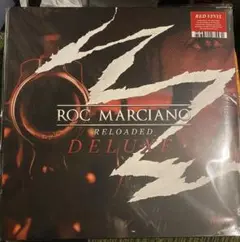 RED VINYL
ROC MARCIANO
RELOADED
DELUXE